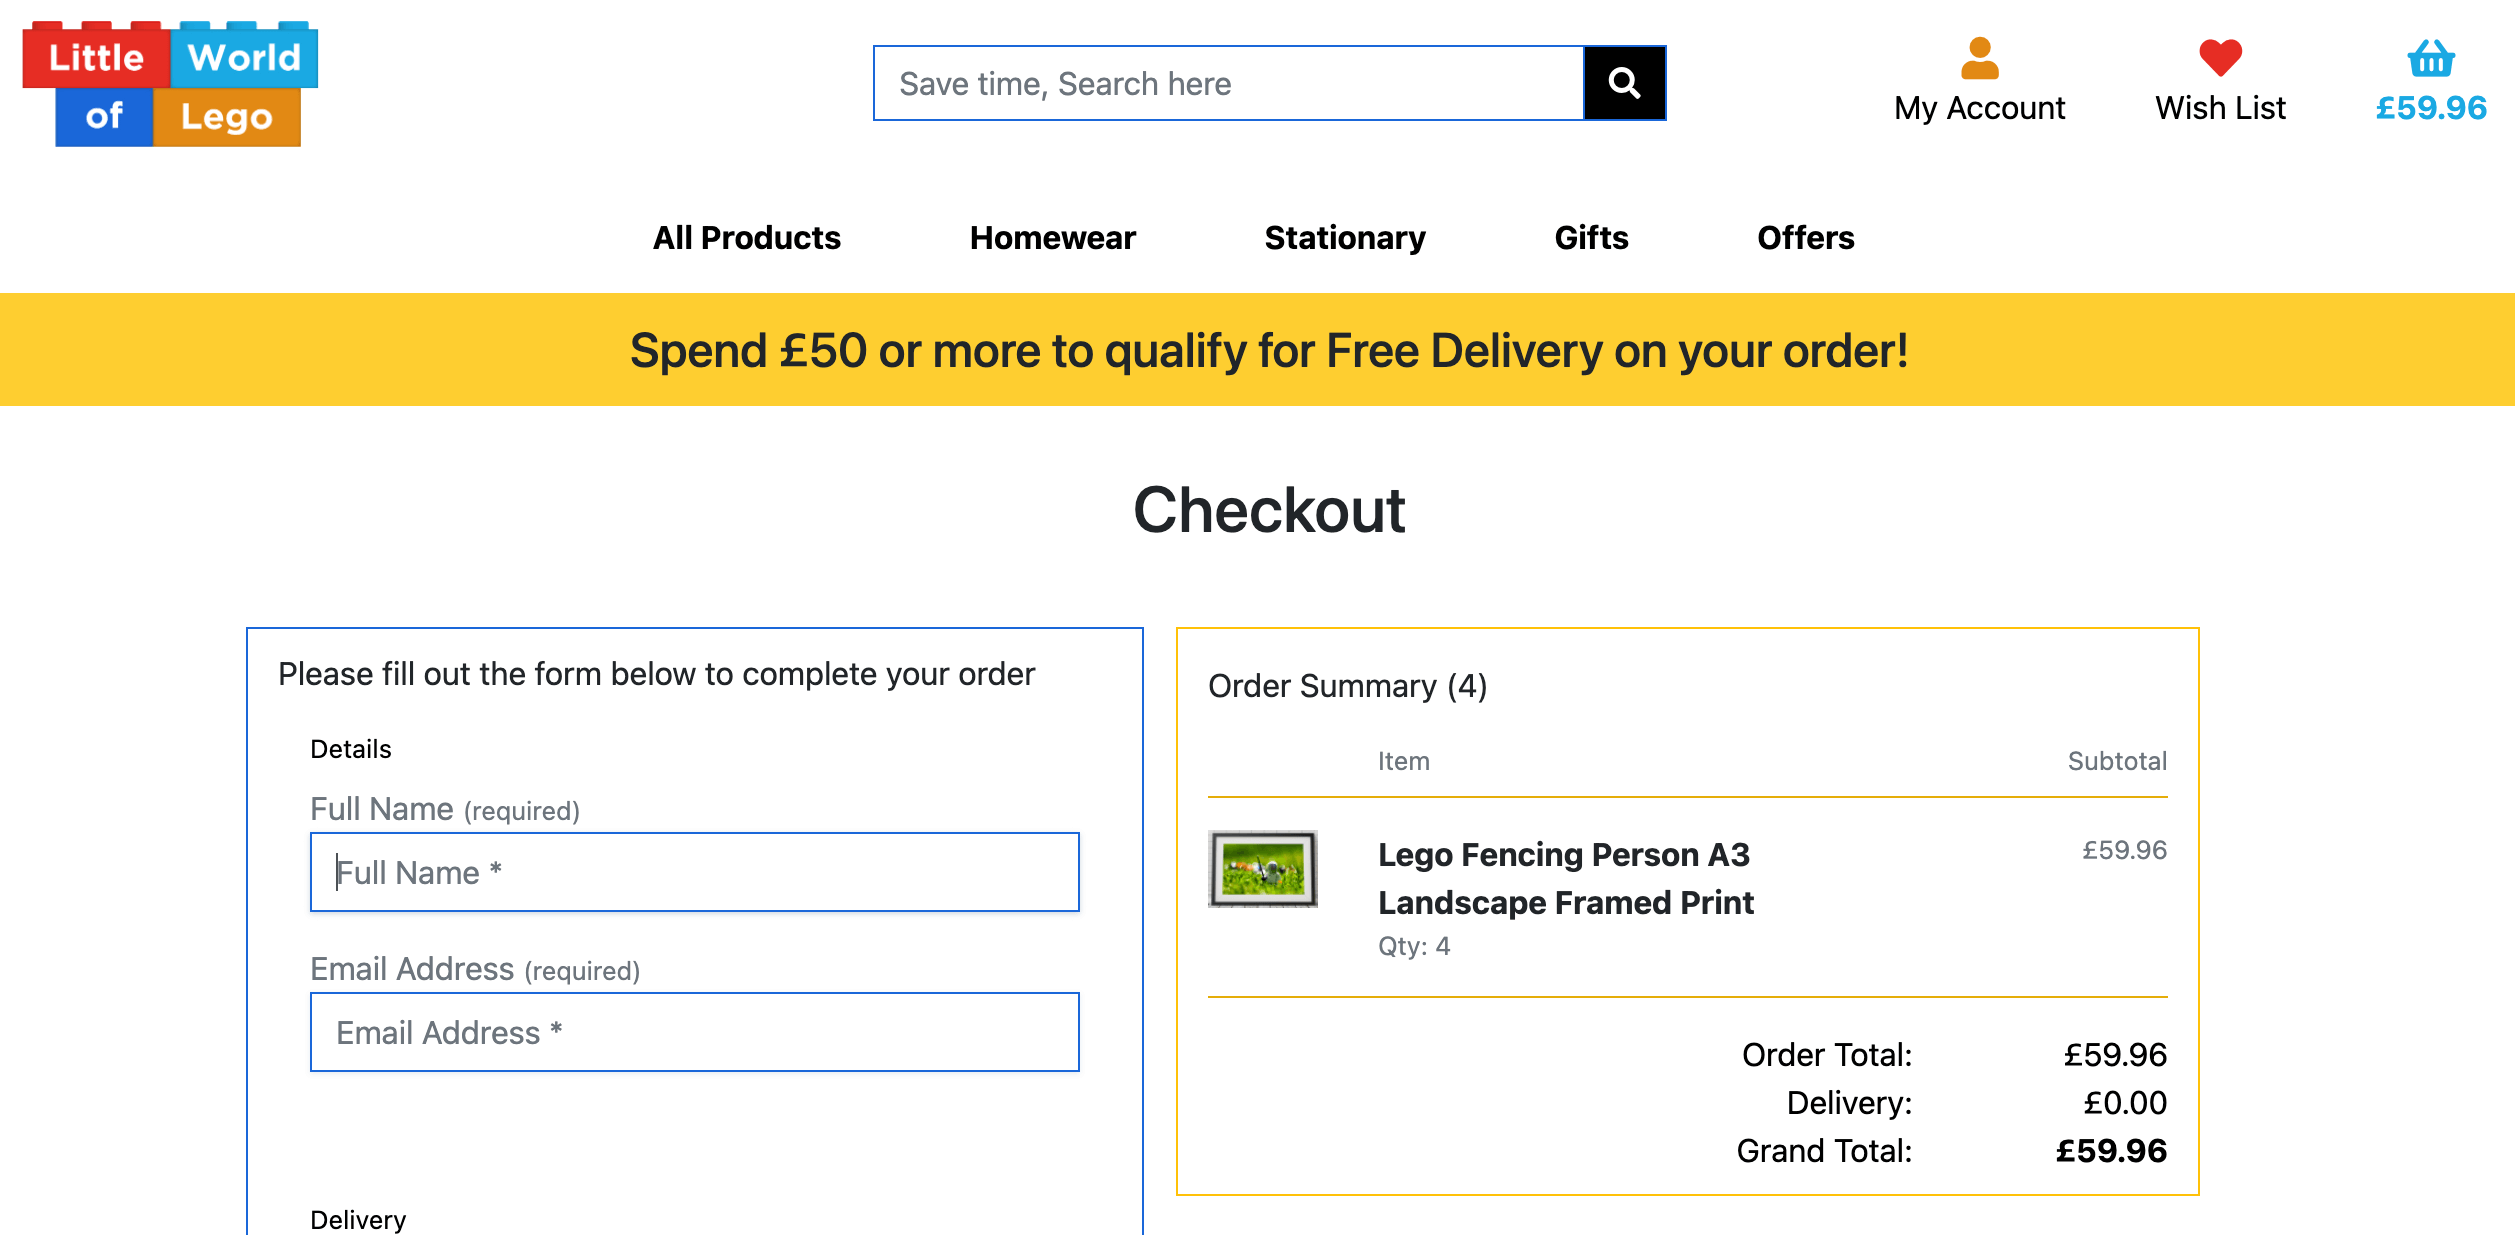 Little World
of Lego
Save time, Search here
My Account
Wish List
£59.96
All Products
Homewear
Stationary
Gifts
Offers
Spend £50 or more to qualify for Free Delivery on your order!
Checkout
Please fill out the form below to complete your order
Details
Full Name (required)
Full Name *
Email Address (required)
Email Address *
Delivery
Order Summary (4)
Item Subtotal
Lego Fencing Person A3 £59.96
Landscape Framed Print
Qty: 4
Order Total: £59.96
Delivery: £0.00
Grand Total: £59.96